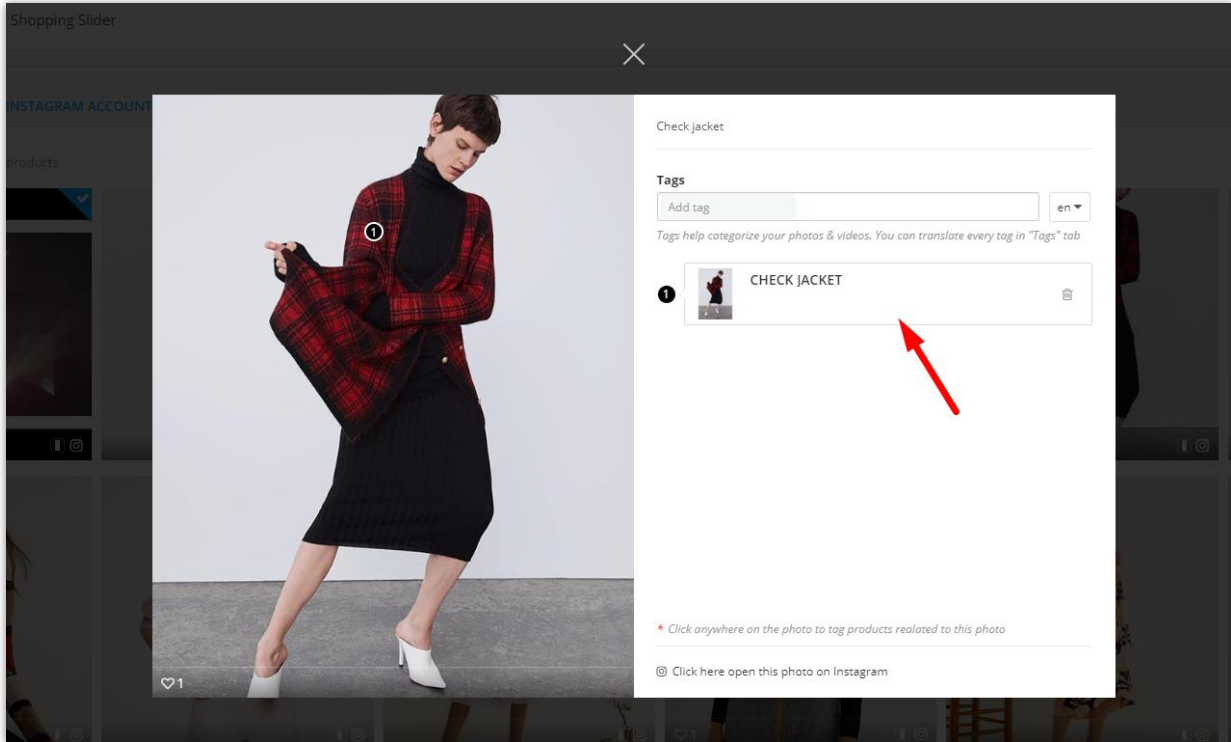 Shopping Slider
INSTAGRAM ACCOUNT
products
Check jacket
Tags
Add tag
en
Tags help categorize your photos & videos. You can translate every tag in "Tags" tab
1
1
CHECK JACKET
* Click anywhere on the photo to tag products realated to this photo
Click here open this photo on Instagram
1
1